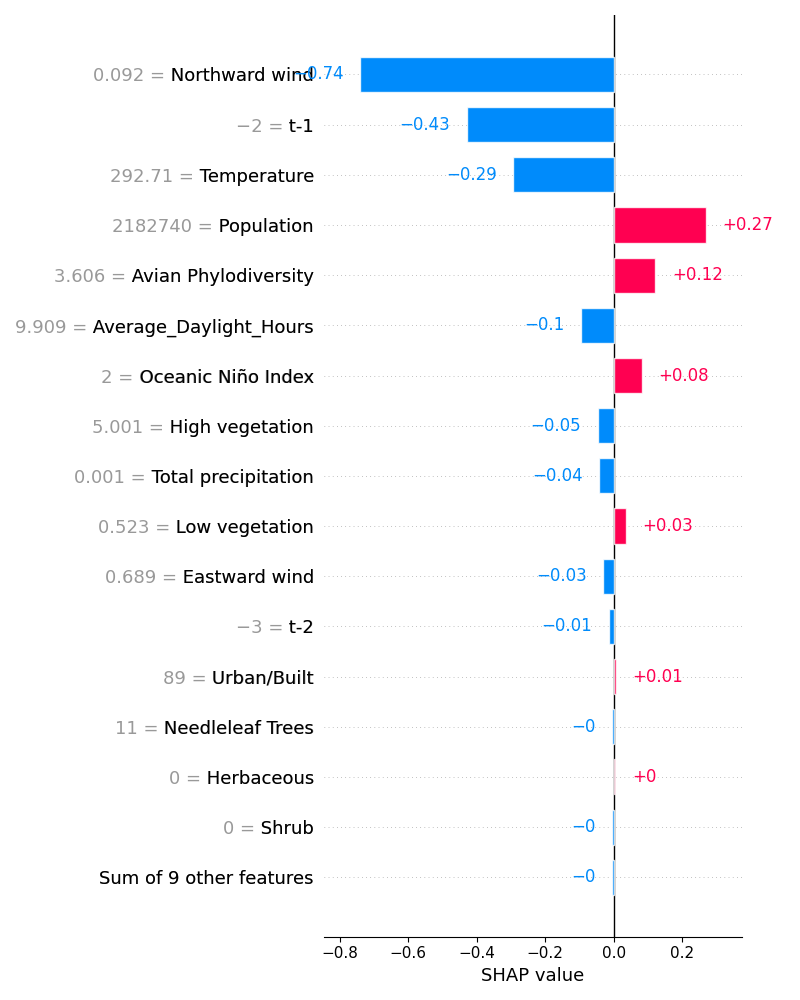 0.092 = Northward wind −0.74
−2 = t-1 −0.43
292.71 = Temperature −0.29
2182740 = Population +0.27
3.606 = Avian Phylodiversity +0.12
9.909 = Average_Daylight_Hours −0.1
2 = Oceanic Niño Index +0.08
5.001 = High vegetation −0.05
0.001 = Total precipitation −0.04
0.523 = Low vegetation +0.03
0.689 = Eastward wind −0.03
−3 = t-2 −0.01
89 = Urban/Built +0.01
11 = Needleleaf Trees −0
0 = Herbaceous +0
0 = Shrub −0
Sum of 9 other features −0
−0.8 −0.6 −0.4 −0.2 0.0 0.2
SHAP value